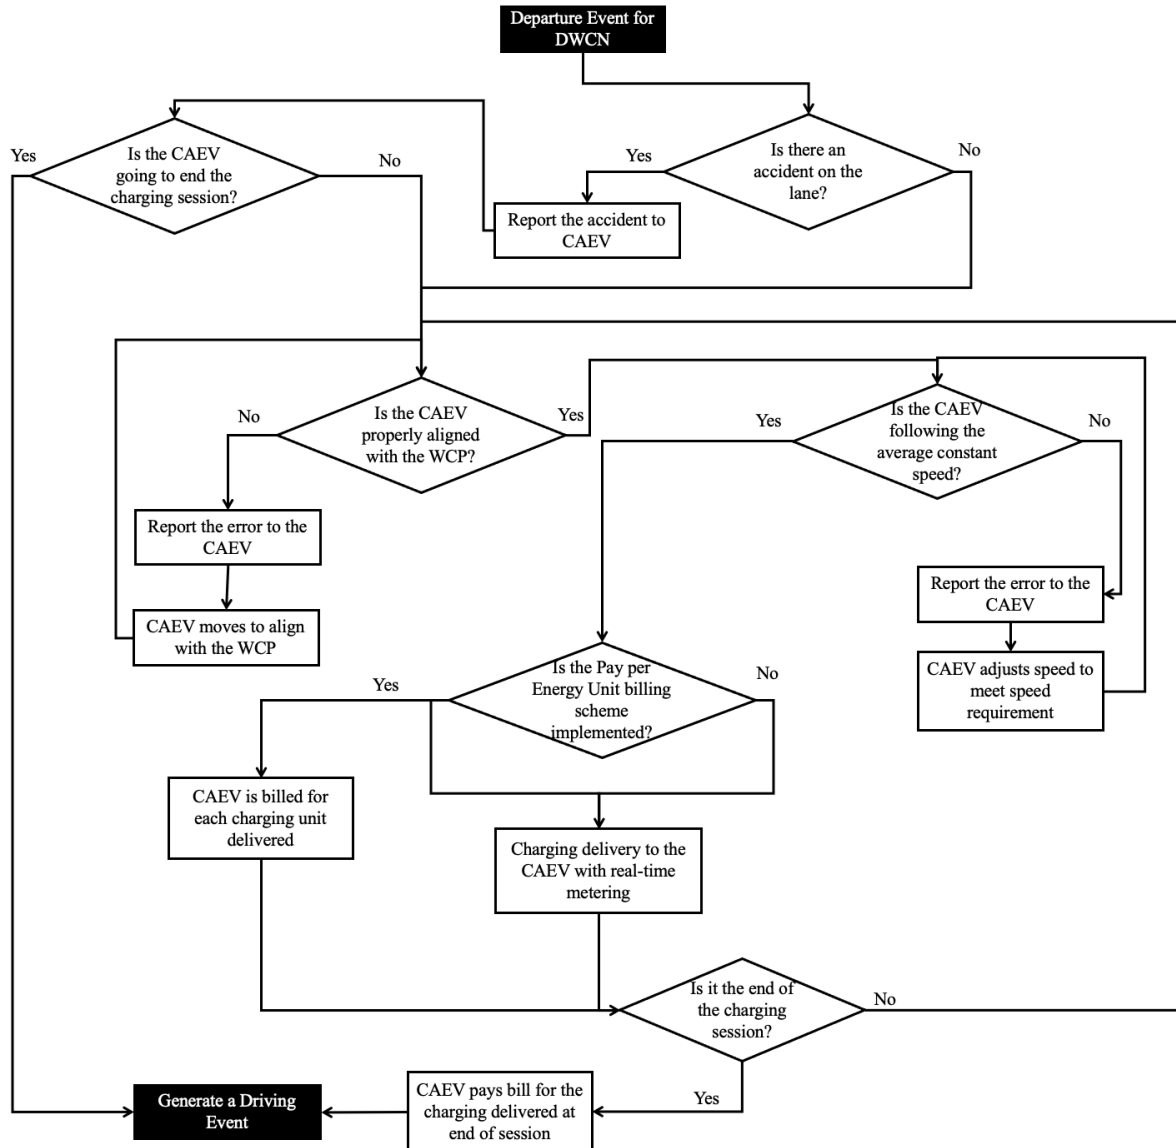 Departure Event for
DWCN
Yes
Is the CAEV
going to end the
charging session?
No
Yes
Is there an
accident on the
lane?
No
Report the accident to
CAEV
No
Is the CAEV
properly aligned
with the WCP?
Yes
Yes
Is the CAEV
following the
average constant
speed?
No
Report the error to the
CAEV
CAEV moves to align
with the WCP
Report the error to the
CAEV
CAEV adjusts speed to
meet speed
requirement
Yes
Is the Pay per
Energy Unit billing
scheme
implemented?
No
CAEV is billed for
each charging unit
delivered
Charging delivery to the
CAEV with real-time
metering
Is it the end of
the charging
session?
No
Yes
CAEV pays bill for the
charging delivered at
end of session
Generate a Driving
Event